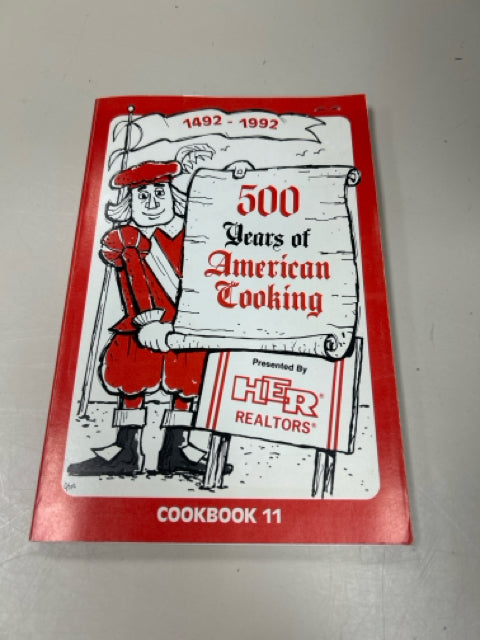 1492 - 1992
500
Years of
American
Cooking
Presented By
HER®
REALTORS®
COOKBOOK 11